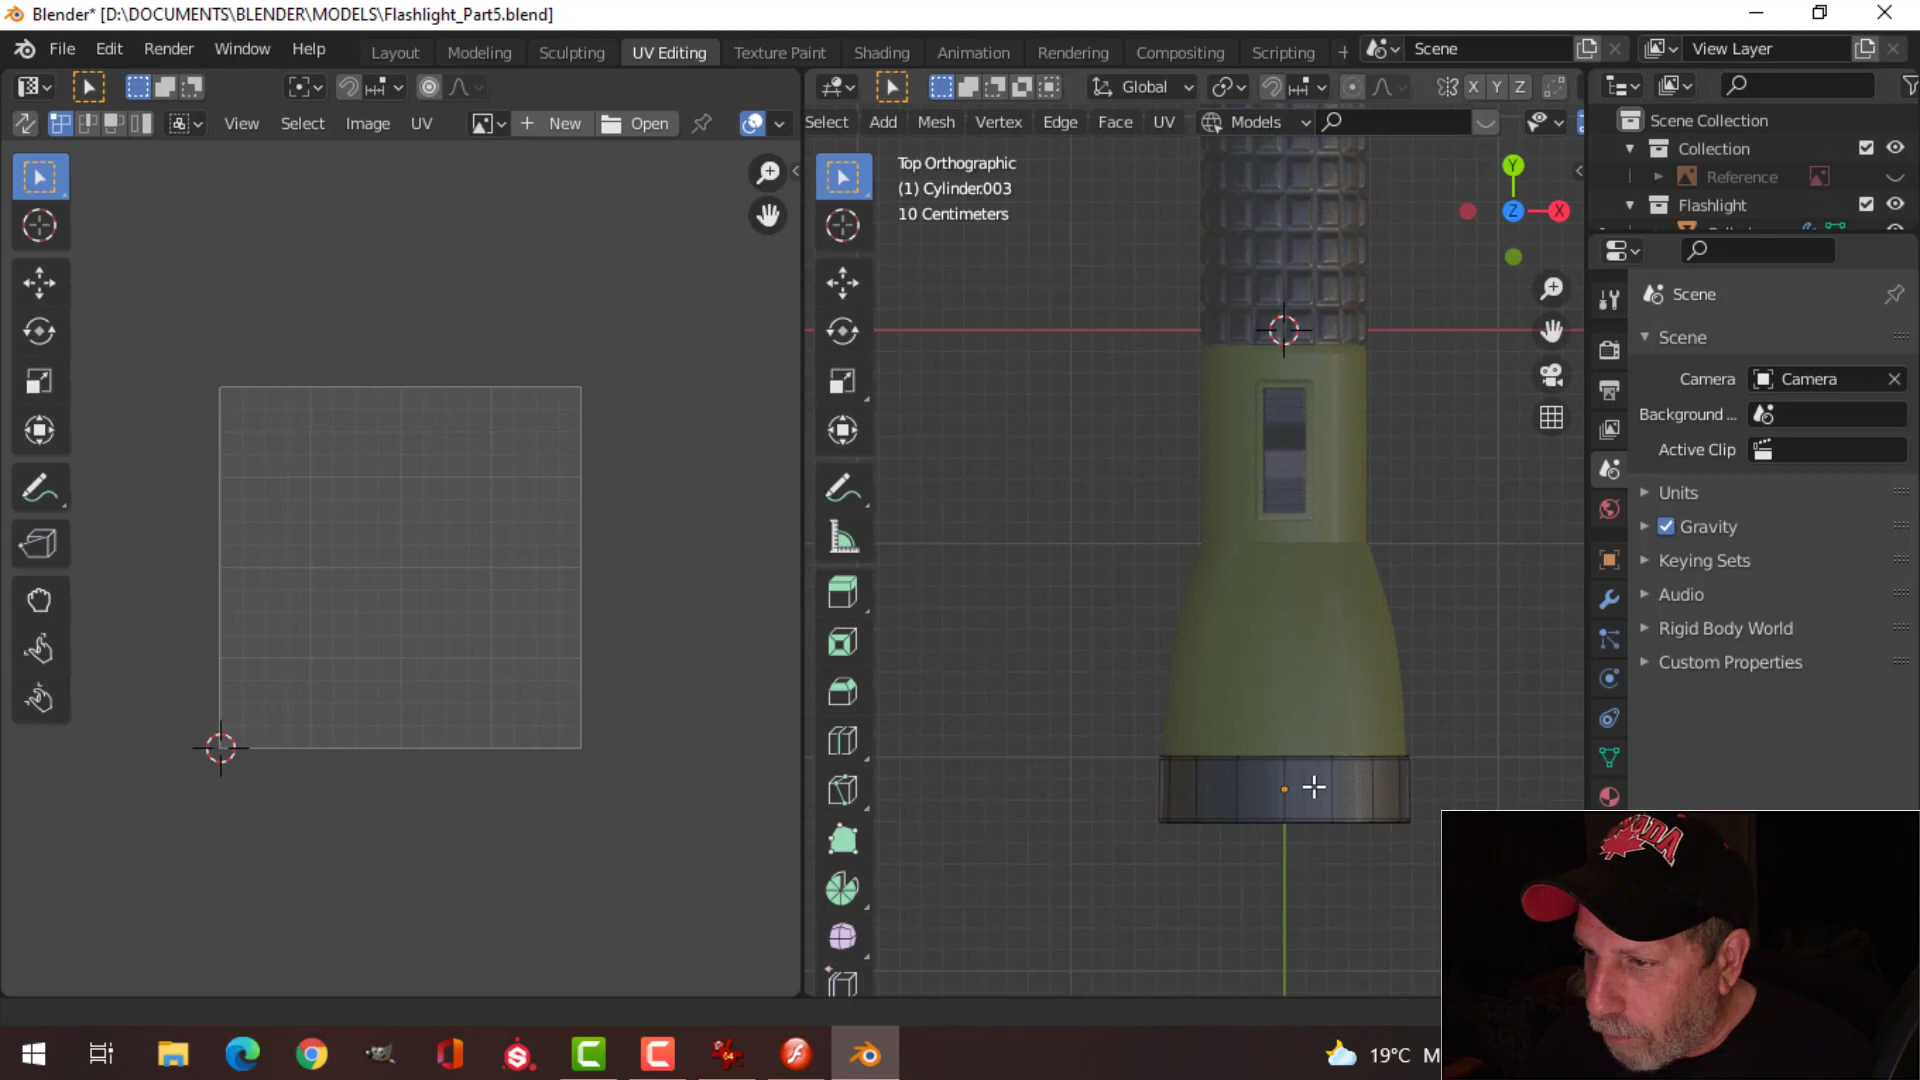 Blender* [D:\DOCUMENTS\BLENDER\MODELS\Flashlight_Part5.blend]
File Edit Render Window Help Layout Modeling Sculpting UV Editing Texture Paint Shading Animation Rendering Compositing Scripting + Scene View Layer
Global X Y Z
View Select Image UV + New Open Select Add Mesh Vertex Edge Face UV Models
Scene Collection
Collection
Reference
Flashlight
Top Orthographic
(1) Cylinder.003
10 Centimeters
Y
Z X
Scene
Scene
Camera Camera
Background ...
Active Clip
Units
Gravity
Keying Sets
Audio
Rigid Body World
Custom Properties
CANADA
64
19°C M